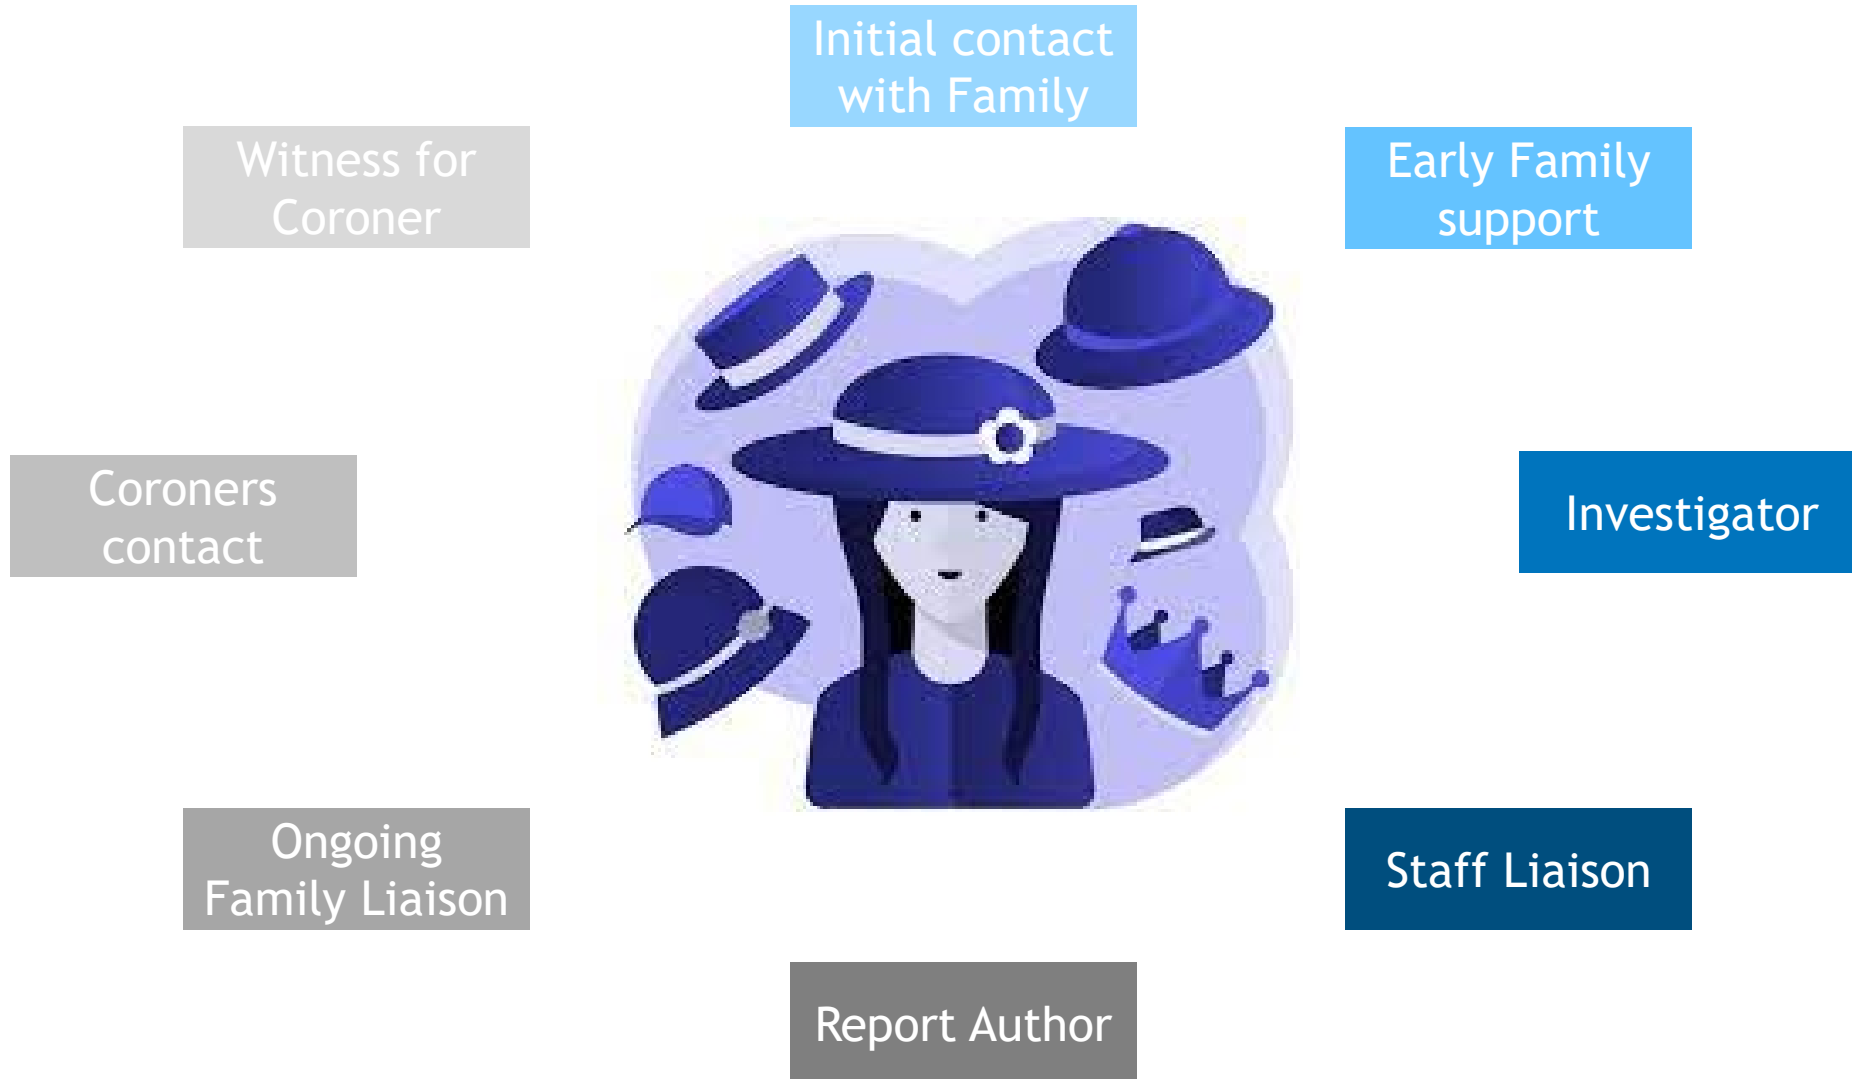 Initial contact
with Family
Early Family
support
Investigator
Staff Liaison
Report Author
Ongoing
Family Liaison
Coroners
contact
Witness for
Coroner